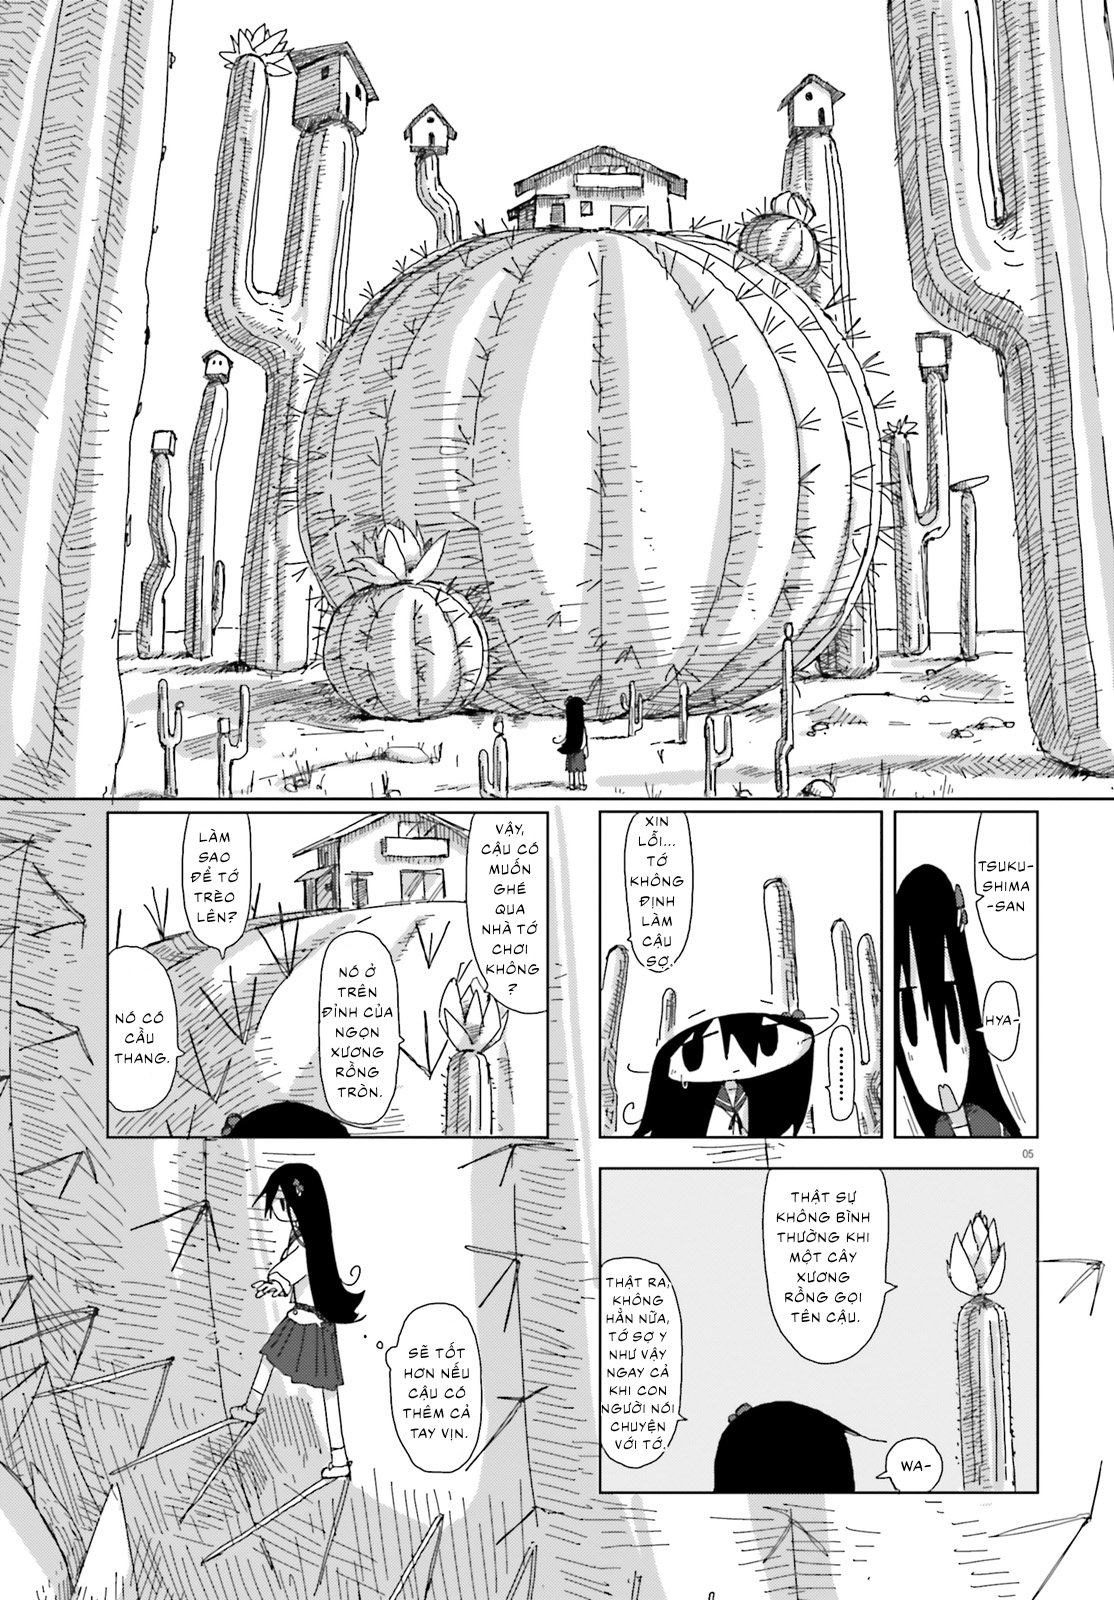 TSUKU-
SHIMA
-SAN
HYA-
XIN
LỖI...
TỚ
KHÔNG
ĐỊNH
LÀM
CẬU
SỢ.
.......
05
THẬT SỰ
KHÔNG BÌNH
THƯỜNG KHI
MỘT CÂY
XƯƠNG
RỒNG GỌI
TÊN CẬU.
WA-
THẬT RA,
KHÔNG
HẲN NỮA,
TỚ SỢ Y
NHƯ VẬY
NGAY CẢ
KHI CON
NGƯỜI NÓI
CHUYỆN
VỚI TỚ.
VẬY,
CẬU CÓ
MUỐN
GHÉ
QUA
NHÀ TỚ
CHƠI
KHÔNG
?
LÀM
SAO
ĐỂ TỚ
TRÈO
LÊN?
NÓ Ở
TRÊN
ĐỈNH CỦA
NGỌN
XƯƠNG
RỒNG
TRÒN.
NÓ CÓ
CẦU
THANG.
SẼ TỐT
HƠN NẾU
CẬU CÓ
THÊM CẢ
TAY VỊN.